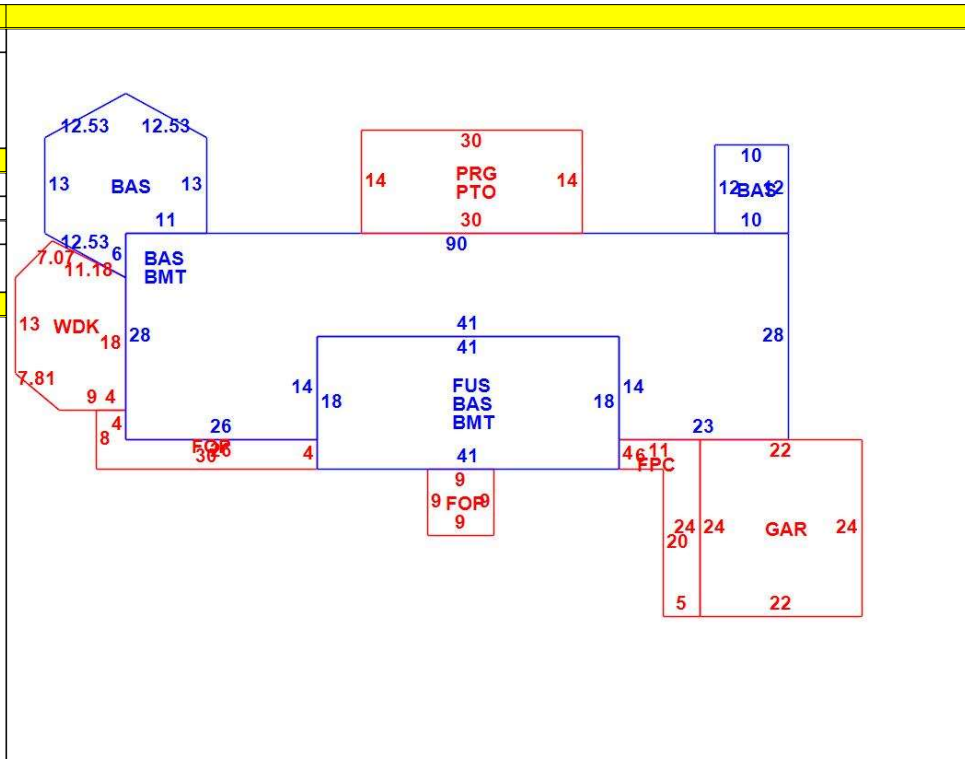 12.53 12.53
13 BAS 13
11
12.53
6
30
14 PRG 14
PTO
30
10
12 BAS 12
10
90
BAS
BMT
7.07
11.18
13 WDK
18
28
7.81
9 4
4
8
26
FOP
30 26
4
41
41
14 14
18 FUS 18
BAS
BMT
41
28
23
9
9 FOP 9
9
4 6 11
FPC
24
20
5
22
24 GAR 24
22